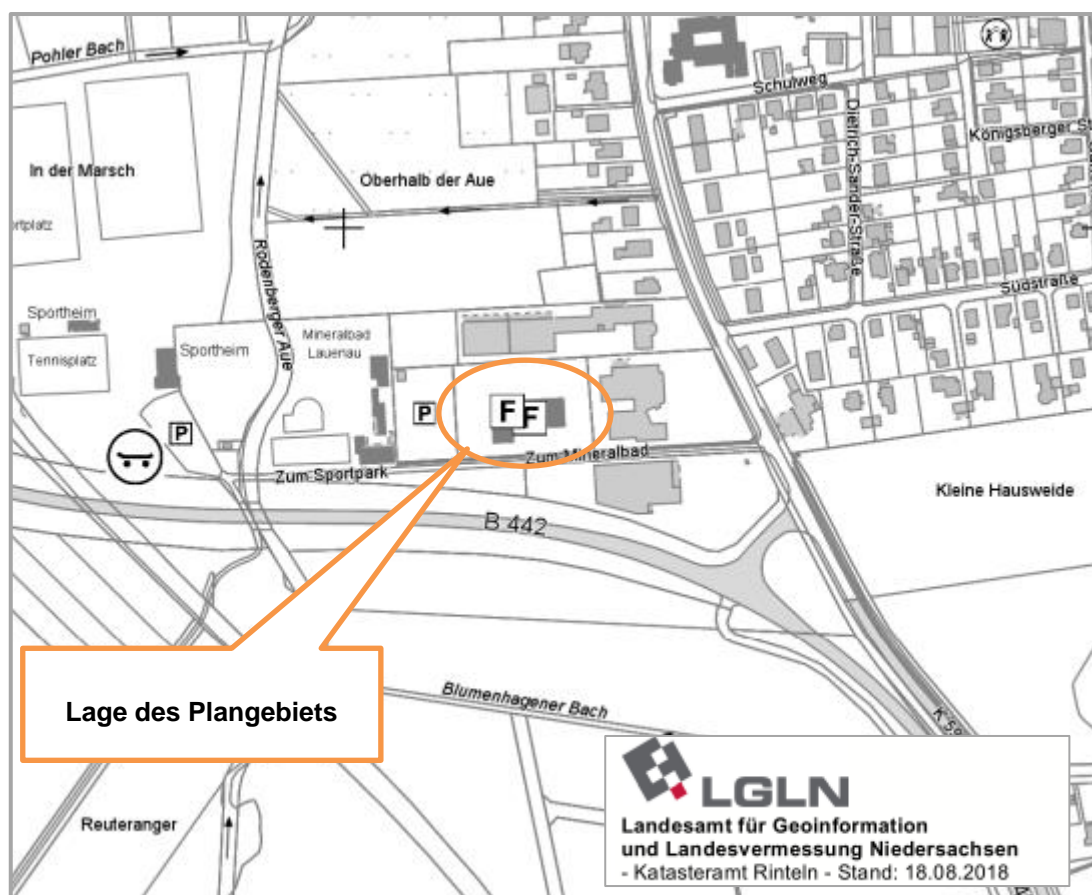 Pohler Bach
Schulweg
Dietrich-Sander-Straße
Königsberger
In der Marsch
Oberhalb der Aue
Rodenberger Aue
Südstraße
Sportheim
Tennisplatz
Sportheim
Mineralbad
Lauenau
P
F
F
P
Zum Mineralbad
Zum Sportpark
Kleine Hausweide
B 442
Lage des Plangebiets
Blumenhagener Bach
Reuteranger
LGLN
Landesamt für Geoinformation
und Landesvermessung Niedersachsen
- Katasteramt Rinteln - Stand: 18.08.2018